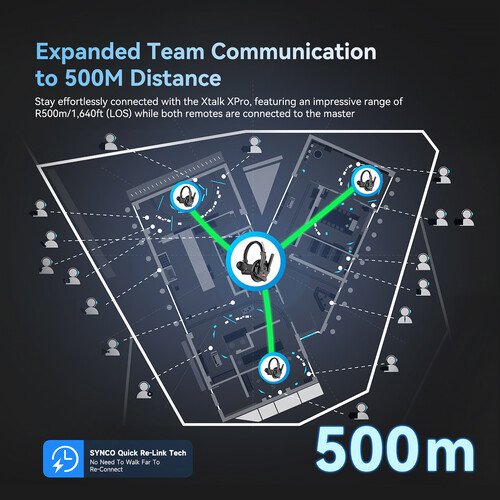 Expanded Team Communication
to 500M Distance
Stay effortlessly connected with the Xtalk XPro, featuring an impressive range of
R500m/1,640ft (LOS) while both remotes are connected to the master
SYNCO Quick Re-Link Tech
No Need To Walk Far To
Re-Connect
500m